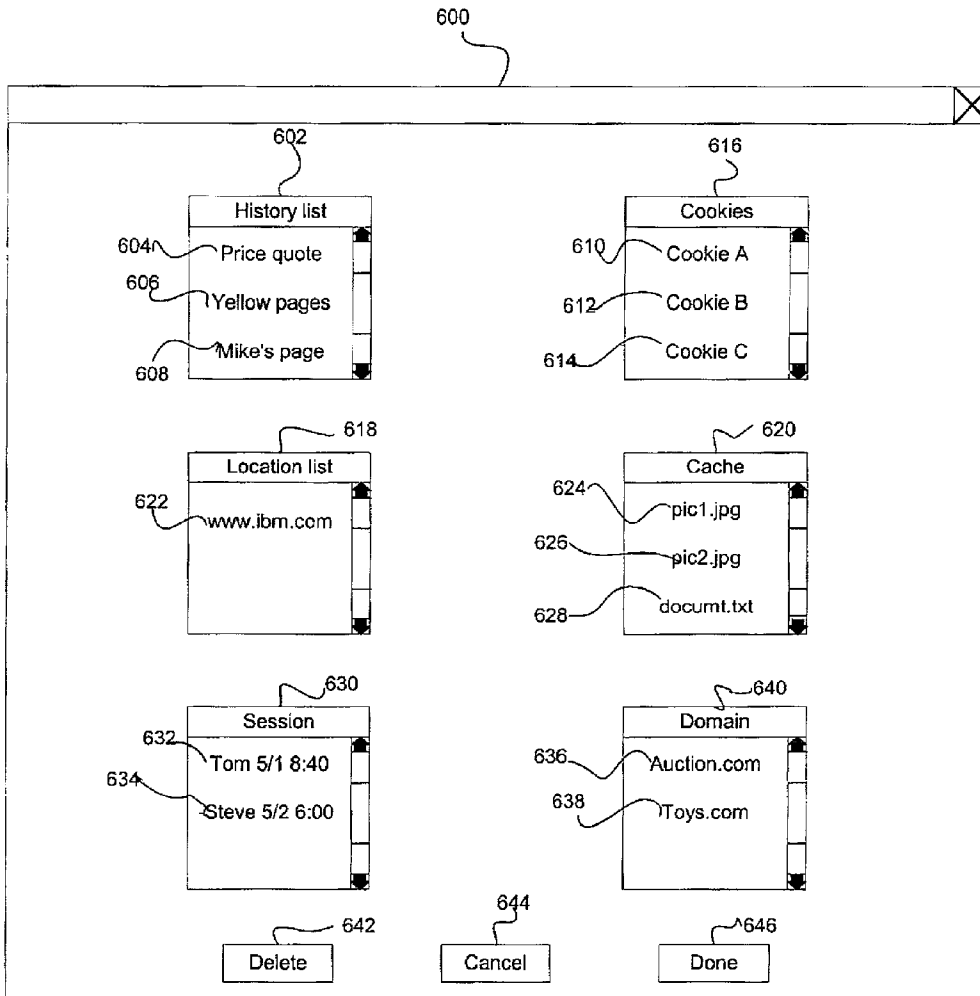 600
602
616
History list
Cookies
604
Price quote
610
Cookie A
606
Yellow pages
612
Cookie B
608
Mike's page
614
Cookie C
618
620
Location list
Cache
622
www.ibm.com
624
pic1.jpg
626
pic2.jpg
628
documt.txt
630
640
Session
Domain
632
Tom 5/1 8:40
636
Auction.com
634
Steve 5/2 6:00
638
Toys.com
642
644
646
Delete
Cancel
Done